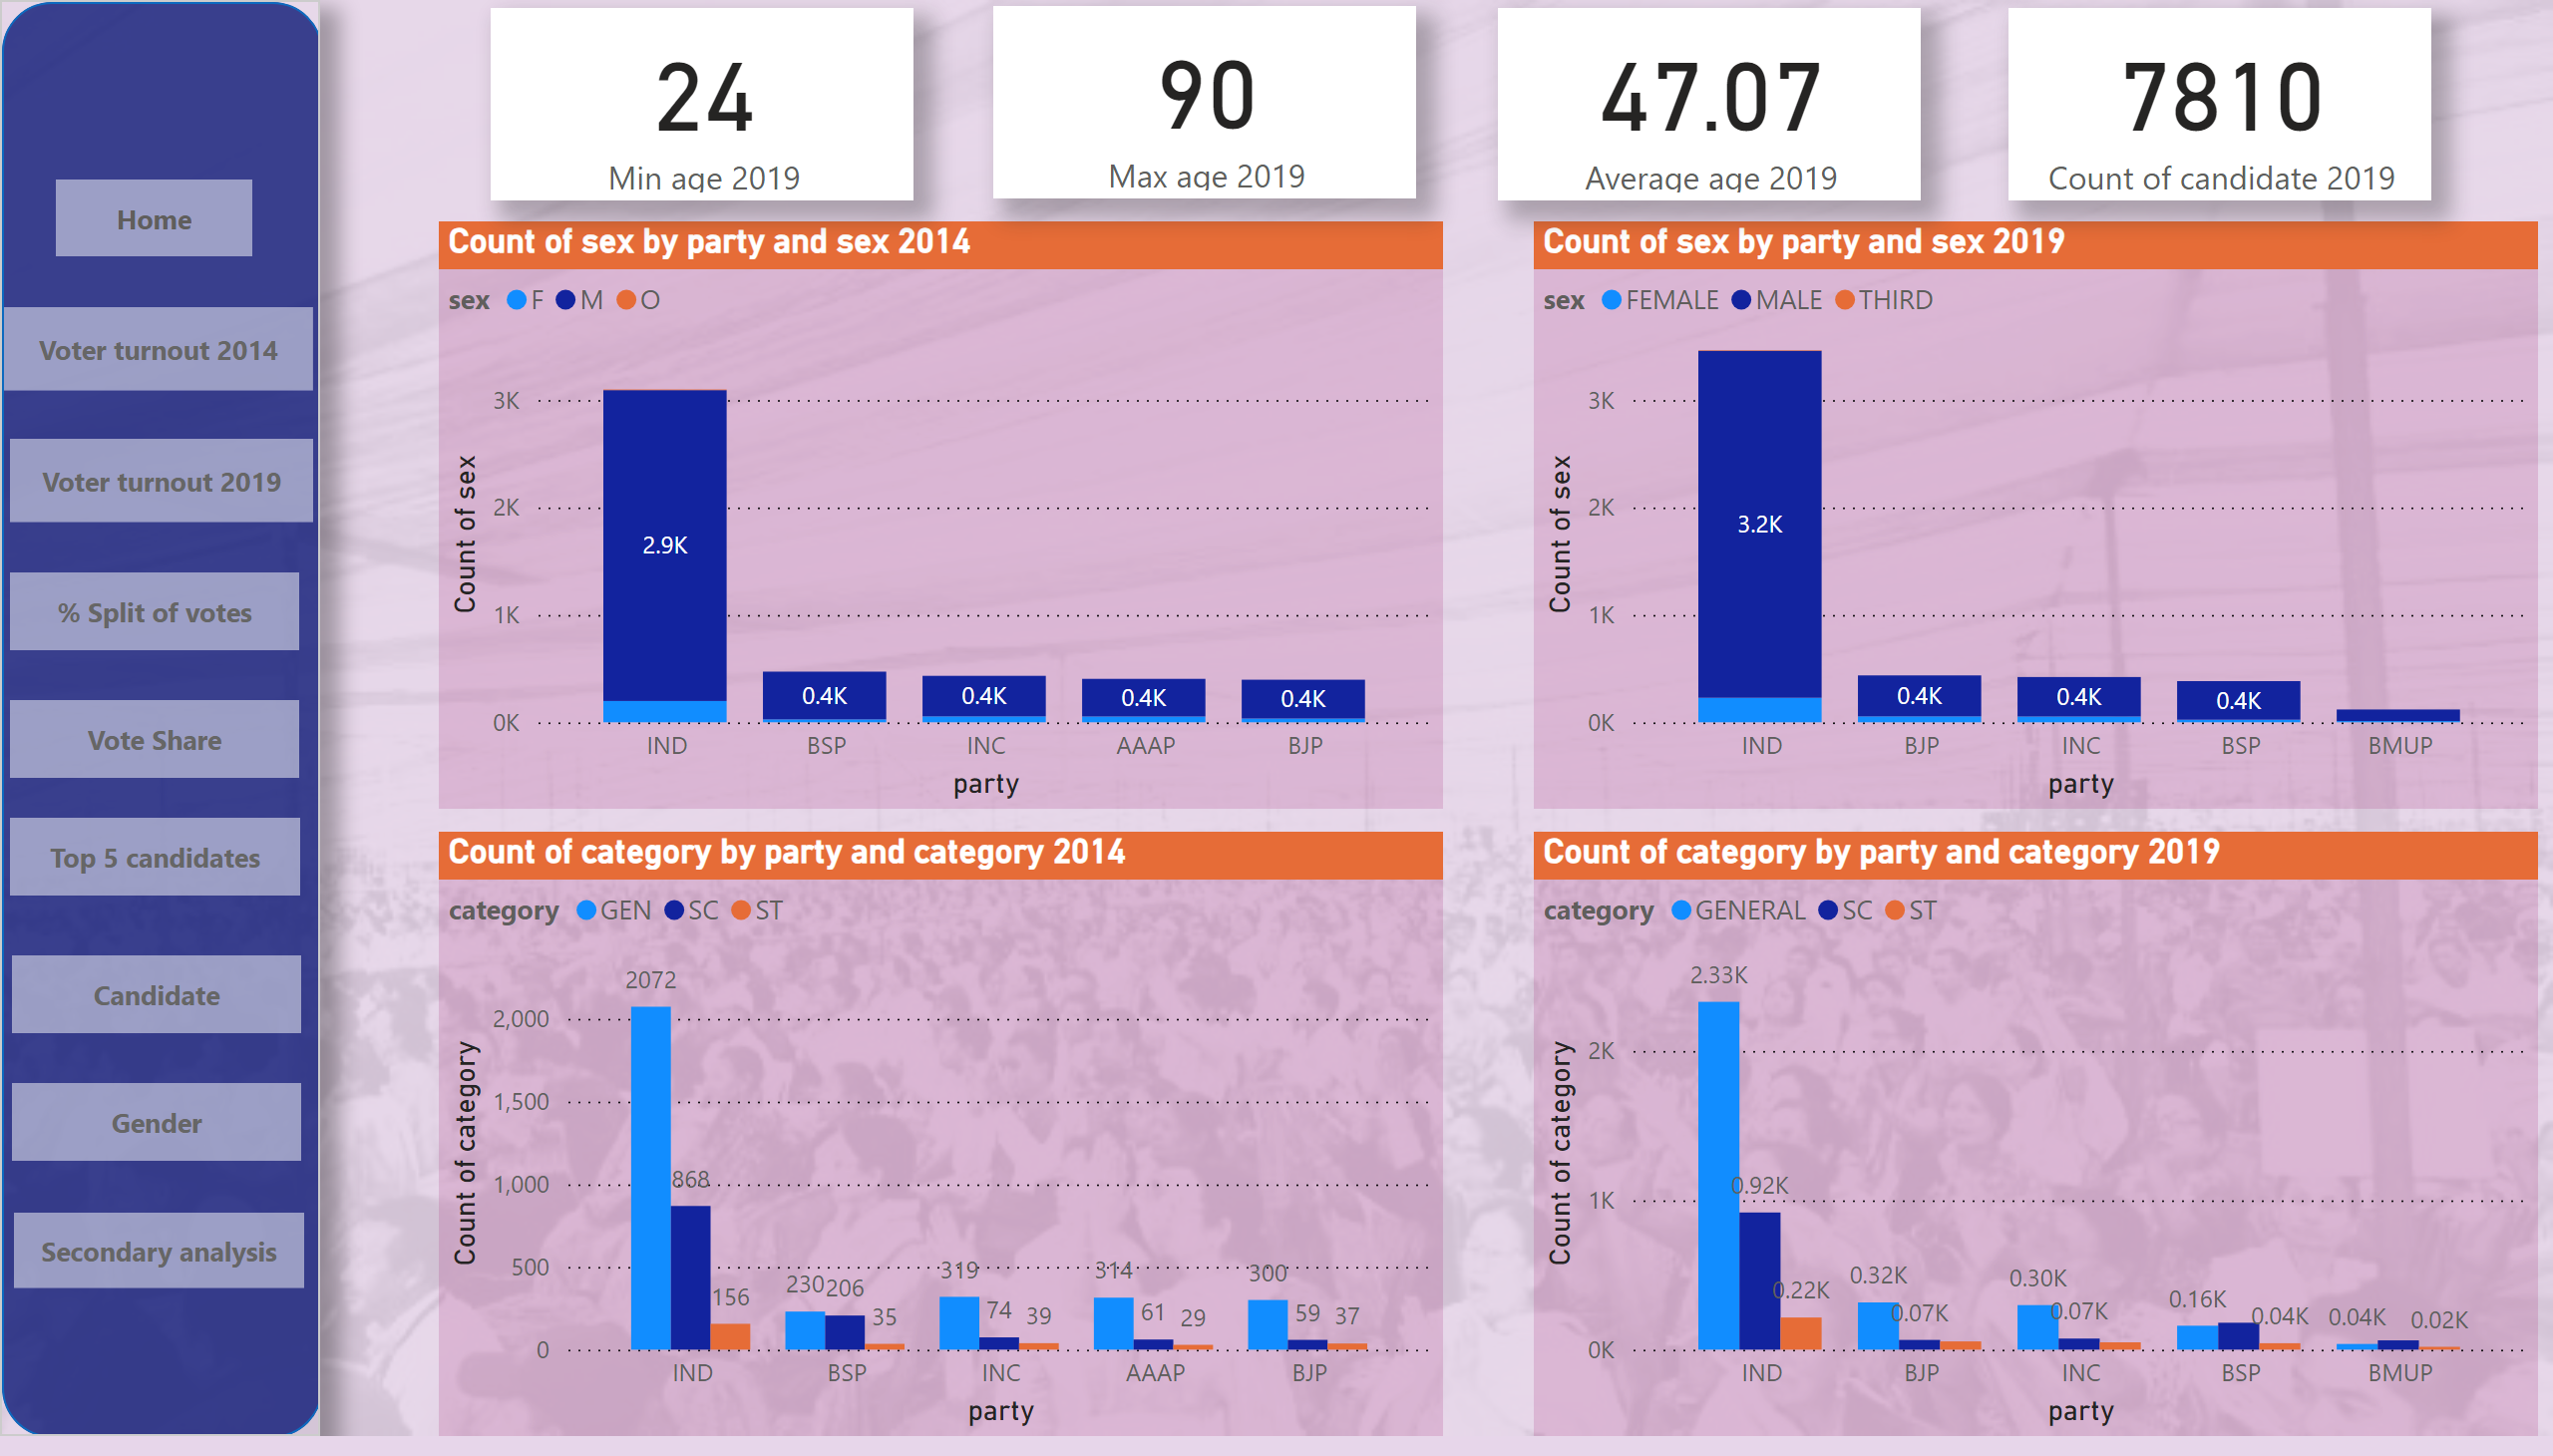 Home
Voter turnout 2014
Voter turnout 2019
% Split of votes
Vote Share
Top 5 candidates
Candidate
Gender
Secondary analysis
24
Min age 2019
90
Max age 2019
47.07
Average age 2019
7810
Count of candidate 2019
Count of sex by party and sex 2014
sex F M O
Count of sex
3K
2K
1K
0K
2.9K
0.4K
0.4K
0.4K
0.4K
IND BSP INC AAAP BJP
party
Count of sex by party and sex 2019
sex FEMALE MALE THIRD
Count of sex
3K
2K
1K
0K
3.2K
0.4K
0.4K
0.4K
IND BJP INC BSP BMUP
party
Count of category by party and category 2014
category GEN SC ST
Count of category
2,000
1,500
1,000
500
0
2072
868
156
230 206 35
319 74 39
314 61 29
300 59 37
IND BSP INC AAAP BJP
party
Count of category by party and category 2019
category GENERAL SC ST
Count of category
2K
1K
0K
2.33K
0.92K
0.22K
0.32K 0.07K
0.30K 0.07K
0.16K 0.04K
0.04K 0.02K
IND BJP INC BSP BMUP
party